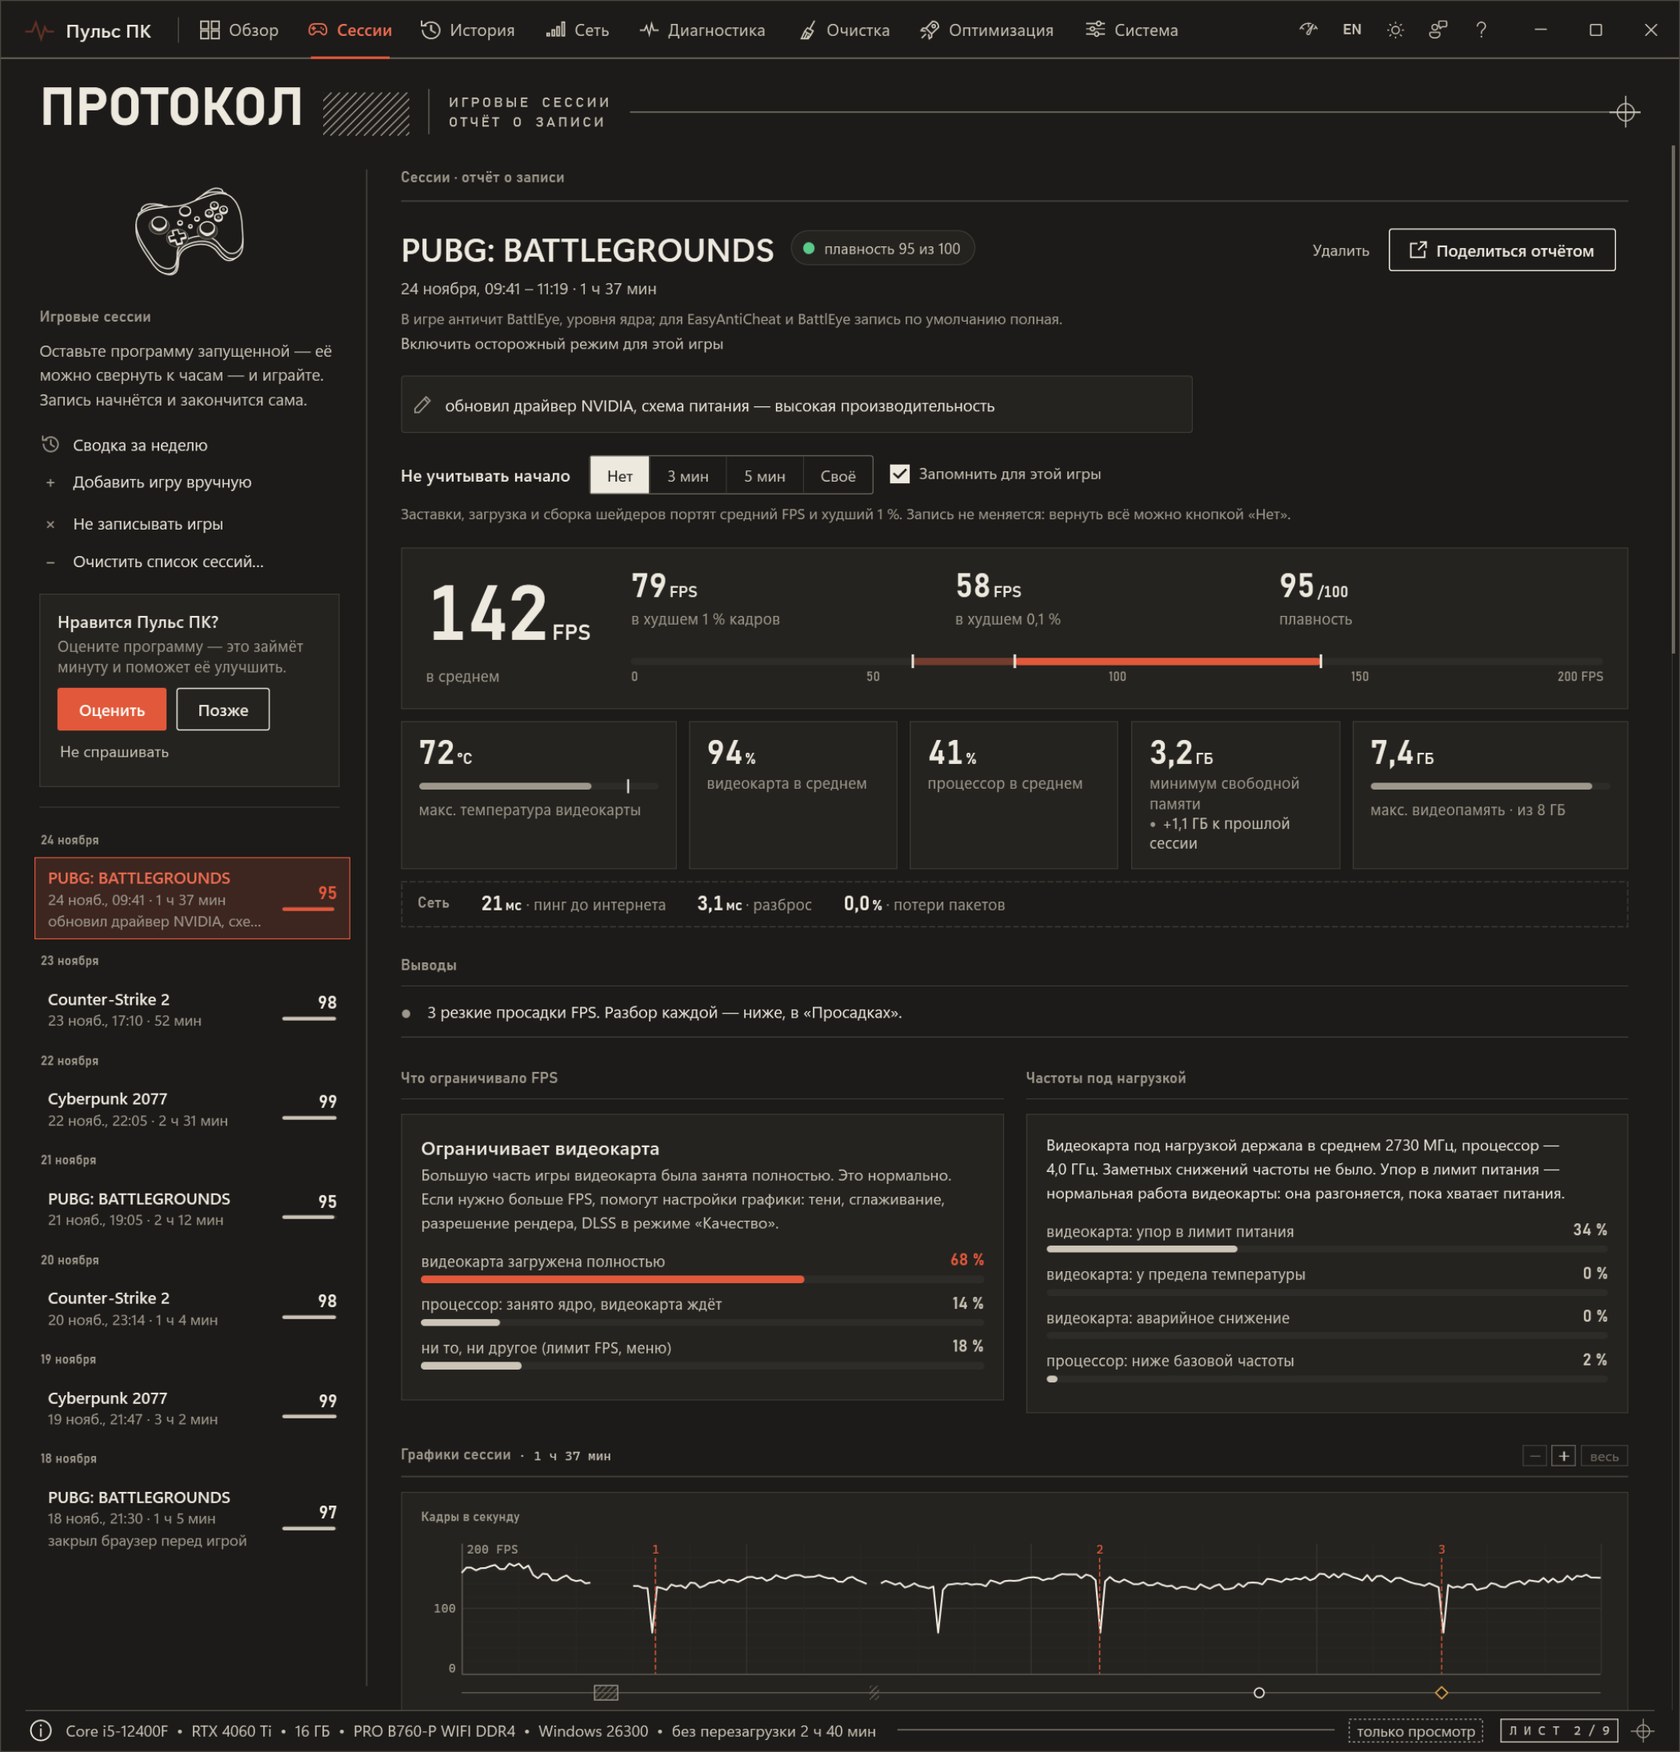 Пульс ПК
Обзор
Сессии
История
Сеть
Диагностика
Очистка
Оптимизация
Система
EN
?
ПРОТОКОЛ
ИГРОВЫЕ СЕССИИ
ОТЧЁТ О ЗАПИСИ
Игровые сессии
Оставьте программу запущенной — её
можно свернуть к часам — и играйте.
Запись начнётся и закончится сама.
Сводка за неделю
+ Добавить игру вручную
× Не записывать игры
– Очистить список сессий...
Нравится Пульс ПК?
Оцените программу — это займёт
минуту и поможет её улучшить.
Оценить
Позже
Не спрашивать
24 ноября
PUBG: BATTLEGROUNDS
24 нояб., 09:41 · 1 ч 37 мин
обновил драйвер NVIDIA, схе...
95
23 ноября
Counter-Strike 2
23 нояб., 17:10 · 52 мин
98
22 ноября
Cyberpunk 2077
22 нояб., 22:05 · 2 ч 31 мин
99
21 ноября
PUBG: BATTLEGROUNDS
21 нояб., 19:05 · 2 ч 12 мин
95
20 ноября
Counter-Strike 2
20 нояб., 23:14 · 1 ч 4 мин
98
19 ноября
Cyberpunk 2077
19 нояб., 21:47 · 3 ч 2 мин
99
18 ноября
PUBG: BATTLEGROUNDS
18 нояб., 21:30 · 1 ч 5 мин
закрыл браузер перед игрой
97
Сессии · отчёт о записи
PUBG: BATTLEGROUNDS
плавность 95 из 100
Удалить
Поделиться отчётом
24 ноября, 09:41 – 11:19 · 1 ч 37 мин
В игре античит BattlEye, уровня ядра; для EasyAntiCheat и BattlEye запись по умолчанию полная.
Включить осторожный режим для этой игры
обновил драйвер NVIDIA, схема питания — высокая производительность
Не учитывать начало
Нет
3 мин
5 мин
Своё
Запомнить для этой игры
Заставки, загрузка и сборка шейдеров портят средний FPS и худший 1 %. Запись не меняется: вернуть всё можно кнопкой «Нет».
142 FPS
в среднем
79 FPS
в худшем 1 % кадров
58 FPS
в худшем 0,1 %
95 /100
плавность
0 50 100 150 200 FPS
72 °C
макс. температура видеокарты
94 %
видеокарта в среднем
41 %
процессор в среднем
3,2 ГБ
минимум свободной
памяти
• +1,1 ГБ к прошлой
сессии
7,4 ГБ
макс. видеопамять · из 8 ГБ
Сеть 21 мс · пинг до интернета 3,1 мс · разброс 0,0 % · потери пакетов
Выводы
3 резкие просадки FPS. Разбор каждой — ниже, в «Просадках».
Что ограничивало FPS
Ограничивает видеокарта
Большую часть игры видеокарта была занята полностью. Это нормально.
Если нужно больше FPS, помогут настройки графики: тени, сглаживание,
разрешение рендера, DLSS в режиме «Качество».
видеокарта загружена полностью 68 %
процессор: занято ядро, видеокарта ждёт 14 %
ни то, ни другое (лимит FPS, меню) 18 %
Частоты под нагрузкой
Видеокарта под нагрузкой держала в среднем 2730 МГц, процессор —
4,0 ГГц. Заметных снижений частоты не было. Упор в лимит питания —
нормальная работа видеокарты: она разгоняется, пока хватает питания.
видеокарта: упор в лимит питания 34 %
видеокарта: у предела температуры 0 %
видеокарта: аварийное снижение 0 %
процессор: ниже базовой частоты 2 %
Графики сессии · 1 ч 37 мин
– + весь
Кадры в секунду
200 FPS
100
0
1 2 3
Core i5-12400F • RTX 4060 Ti • 16 ГБ • PRO B760-P WIFI DDR4 • Windows 26300 • без перезагрузки 2 ч 40 мин
только просмотр
ЛИСТ 2/9